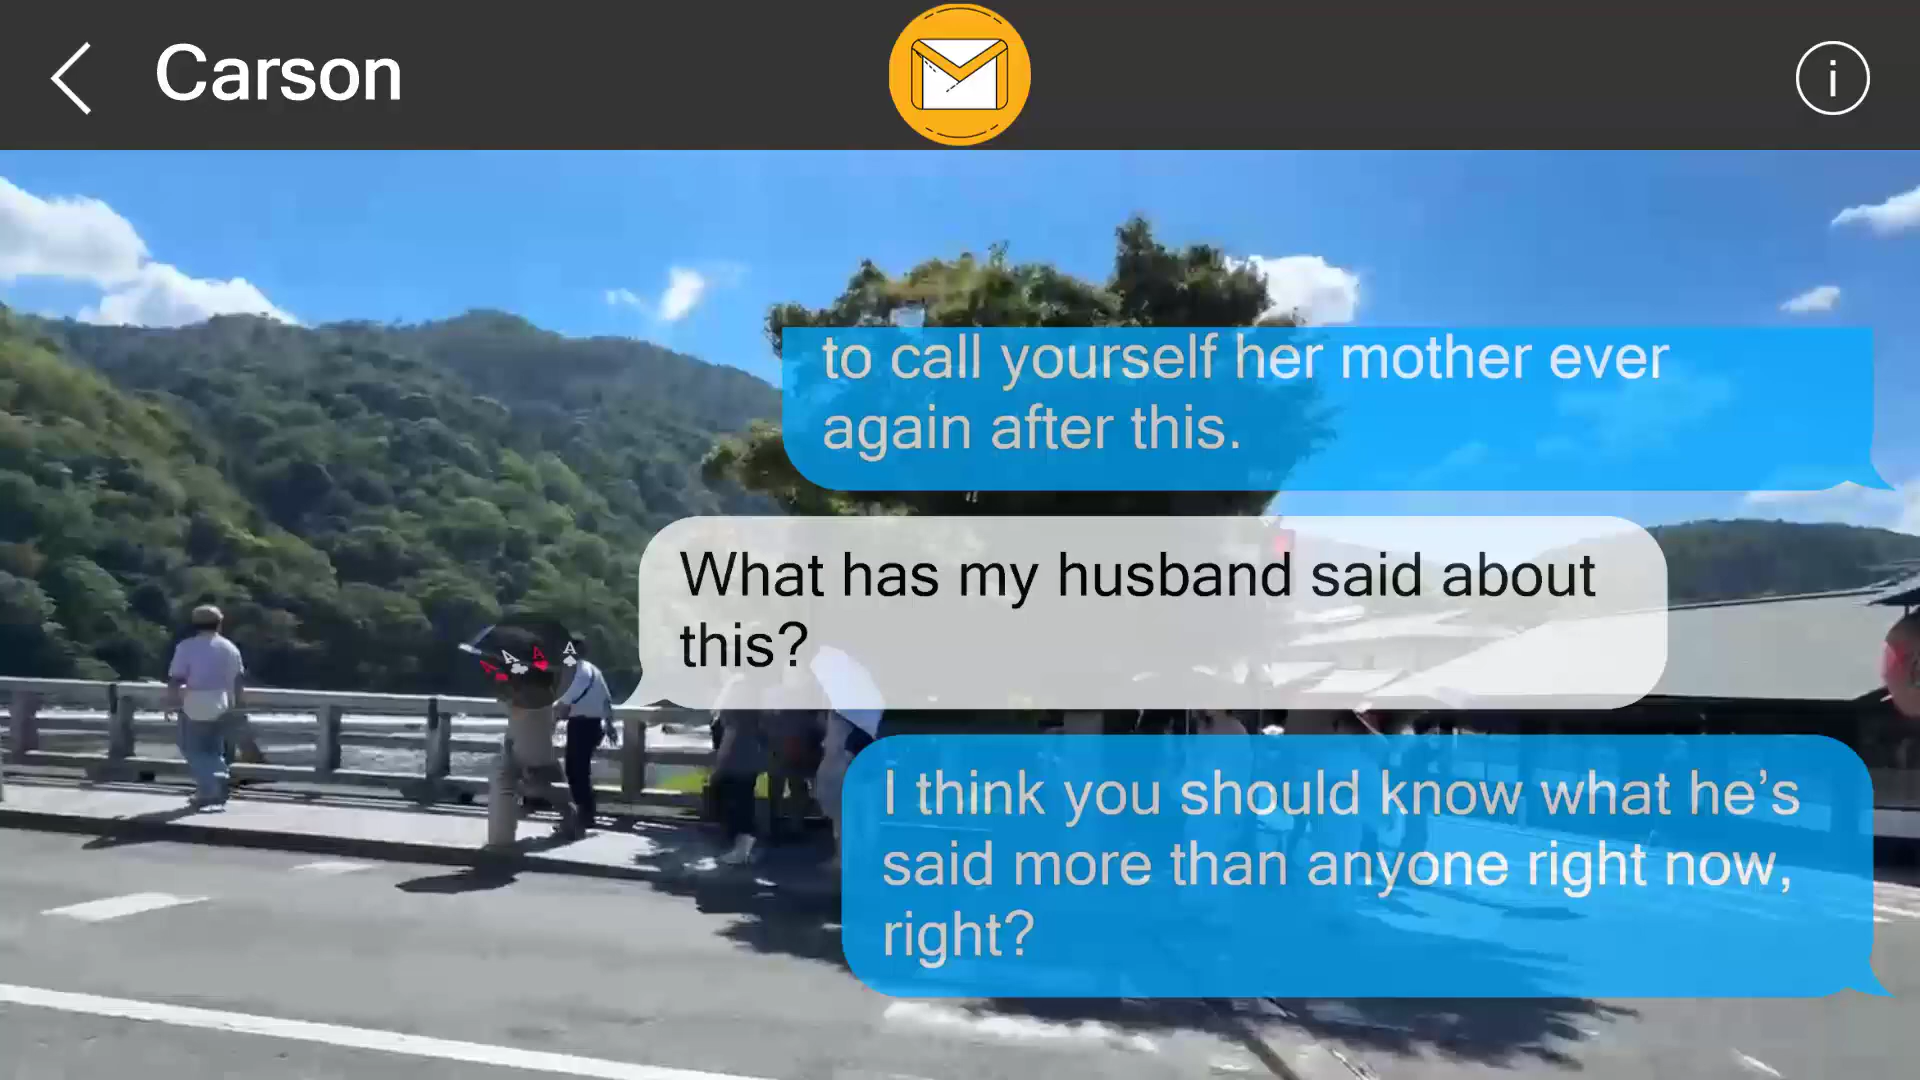 Carson
i
to call yourself her mother ever
again after this.
What has my husband said about
this?
A A A A
I think you should know what he’s
said more than anyone right now,
right?